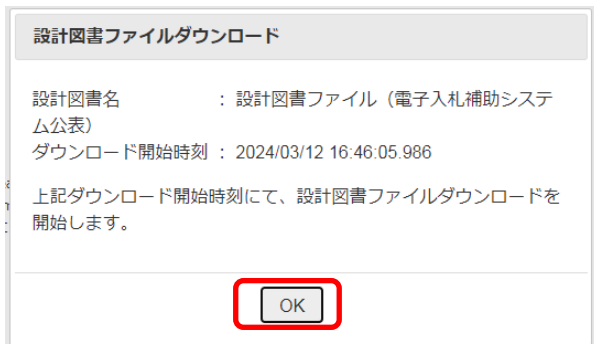 設計図書ファイルダウンロード
設計図書名 : 設計図書ファイル（電子入札補助システ
ム公表）
ダウンロード開始時刻 : 2024/03/12 16:46:05.986
上記ダウンロード開始時刻にて、設計図書ファイルダウンロードを
開始します。
OK